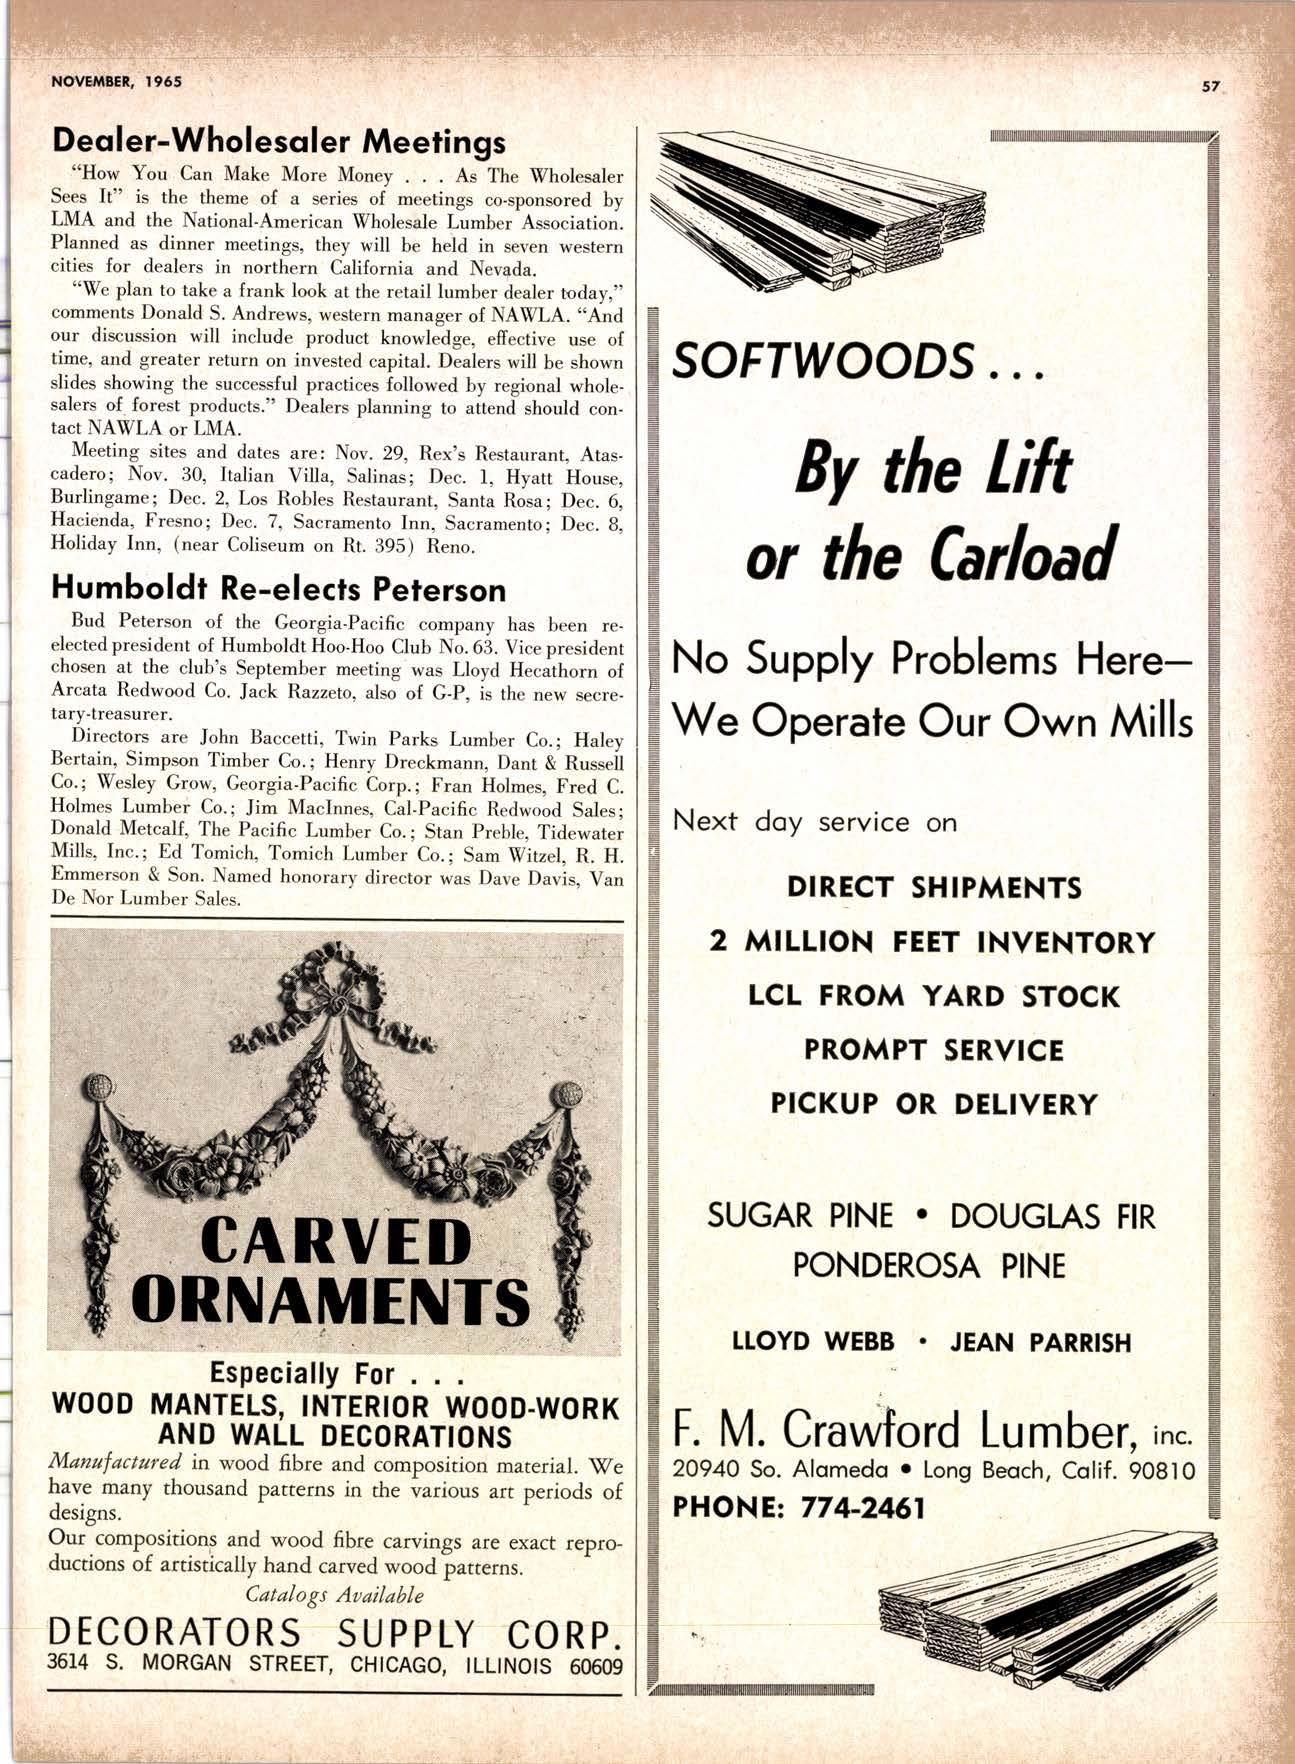 NOVEMBER, 1965
57
Dealer-Wholesaler Meetings
“How You Can Make More Money . . . As The Wholesaler
Sees It” is the theme of a series of meetings co-sponsored by
LMA and the National-American Wholesale Lumber Association.
Planned as dinner meetings, they will be held in seven western
cities for dealers in northern California and Nevada.
“We plan to take a frank look at the retail lumber dealer today,”
comments Donald S. Andrews, western manager of NAWLA. “And
our discussion will include product knowledge, effective use of
time, and greater return on invested capital. Dealers will be shown
slides showing the successful practices followed by regional whole-
salers of forest products.” Dealers planning to attend should con-
tact NAWLA or LMA.
Meeting sites and dates are: Nov. 29, Rex’s Restaurant, Atas-
cadero; Nov. 30, Italian Villa, Salinas; Dec. 1, Hyatt House,
Burlingame; Dec. 2, Los Robles Restaurant, Santa Rosa; Dec. 6,
Hacienda, Fresno; Dec. 7, Sacramento Inn, Sacramento; Dec. 8,
Holiday Inn, (near Coliseum on Rt. 395) Reno.
Humboldt Re-elects Peterson
Bud Peterson of the Georgia-Pacific company has been re-
elected president of Humboldt Hoo-Hoo Club No. 63. Vice president
chosen at the club’s September meeting was Lloyd Hecathorn of
Arcata Redwood Co. Jack Razzeto, also of G-P, is the new secre-
tary-treasurer.
Directors are John Baccetti, Twin Parks Lumber Co.; Haley
Bertain, Simpson Timber Co.; Henry Dreckmann, Dant & Russell
Co.; Wesley Grow, Georgia-Pacific Corp.; Fran Holmes, Fred C.
Holmes Lumber Co.; Jim MacInnes, Cal-Pacific Redwood Sales;
Donald Metcalf, The Pacific Lumber Co.; Stan Preble, Tidewater
Mills, Inc.; Ed Tomich, Tomich Lumber Co.; Sam Witzel, R. H.
Emmerson & Son. Named honorary director was Dave Davis, Van
De Nor Lumber Sales.
CARVED
ORNAMENTS
Especially For . . .
WOOD MANTELS, INTERIOR WOOD-WORK
AND WALL DECORATIONS
Manufactured in wood fibre and composition material. We
have many thousand patterns in the various art periods of
designs.
Our compositions and wood fibre carvings are exact repro-
ductions of artistically hand carved wood patterns.
Catalogs Available
DECORATORS SUPPLY CORP.
3614 S. MORGAN STREET, CHICAGO, ILLINOIS 60609
SOFTWOODS . . .
By the Lift
or the Carload
No Supply Problems Here—
We Operate Our Own Mills
Next day service on
DIRECT SHIPMENTS
2 MILLION FEET INVENTORY
LCL FROM YARD STOCK
PROMPT SERVICE
PICKUP OR DELIVERY
SUGAR PINE • DOUGLAS FIR
PONDEROSA PINE
LLOYD WEBB • JEAN PARRISH
F. M. Crawford Lumber, inc.
20940 So. Alameda • Long Beach, Calif. 90810
PHONE: 774-2461